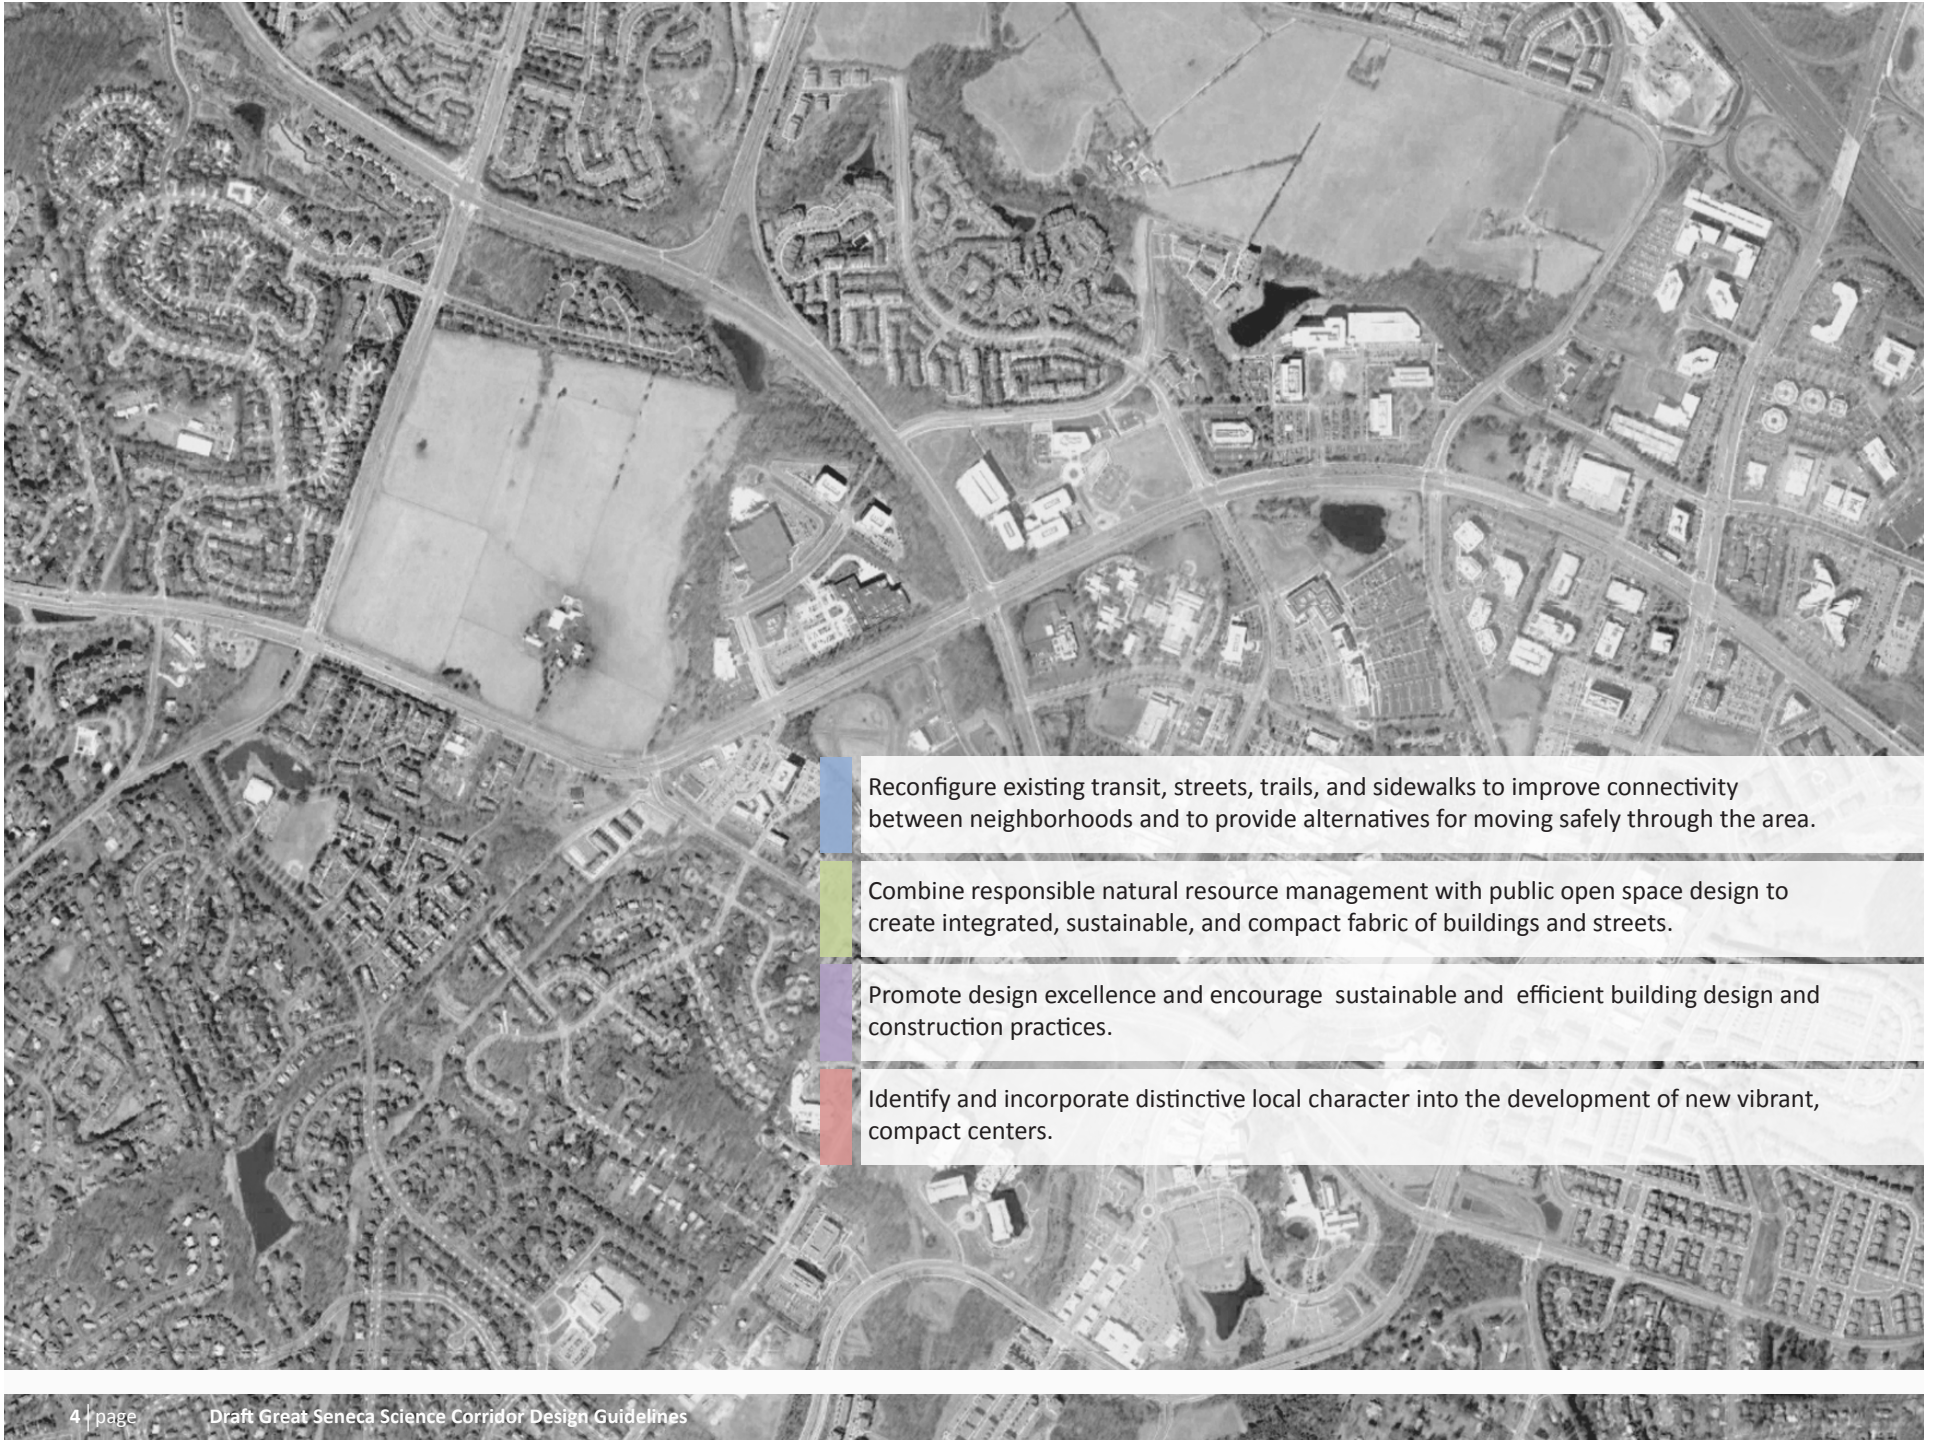 Reconfigure existing transit, streets, trails, and sidewalks to improve connectivity
between neighborhoods and to provide alternatives for moving safely through the area.
Combine responsible natural resource management with public open space design to
create integrated, sustainable, and compact fabric of buildings and streets.
Promote design excellence and encourage  sustainable and  efficient building design and
construction practices.
Identify and incorporate distinctive local character into the development of new vibrant,
compact centers.
4 page Draft Great Seneca Science Corridor Design Guidelines